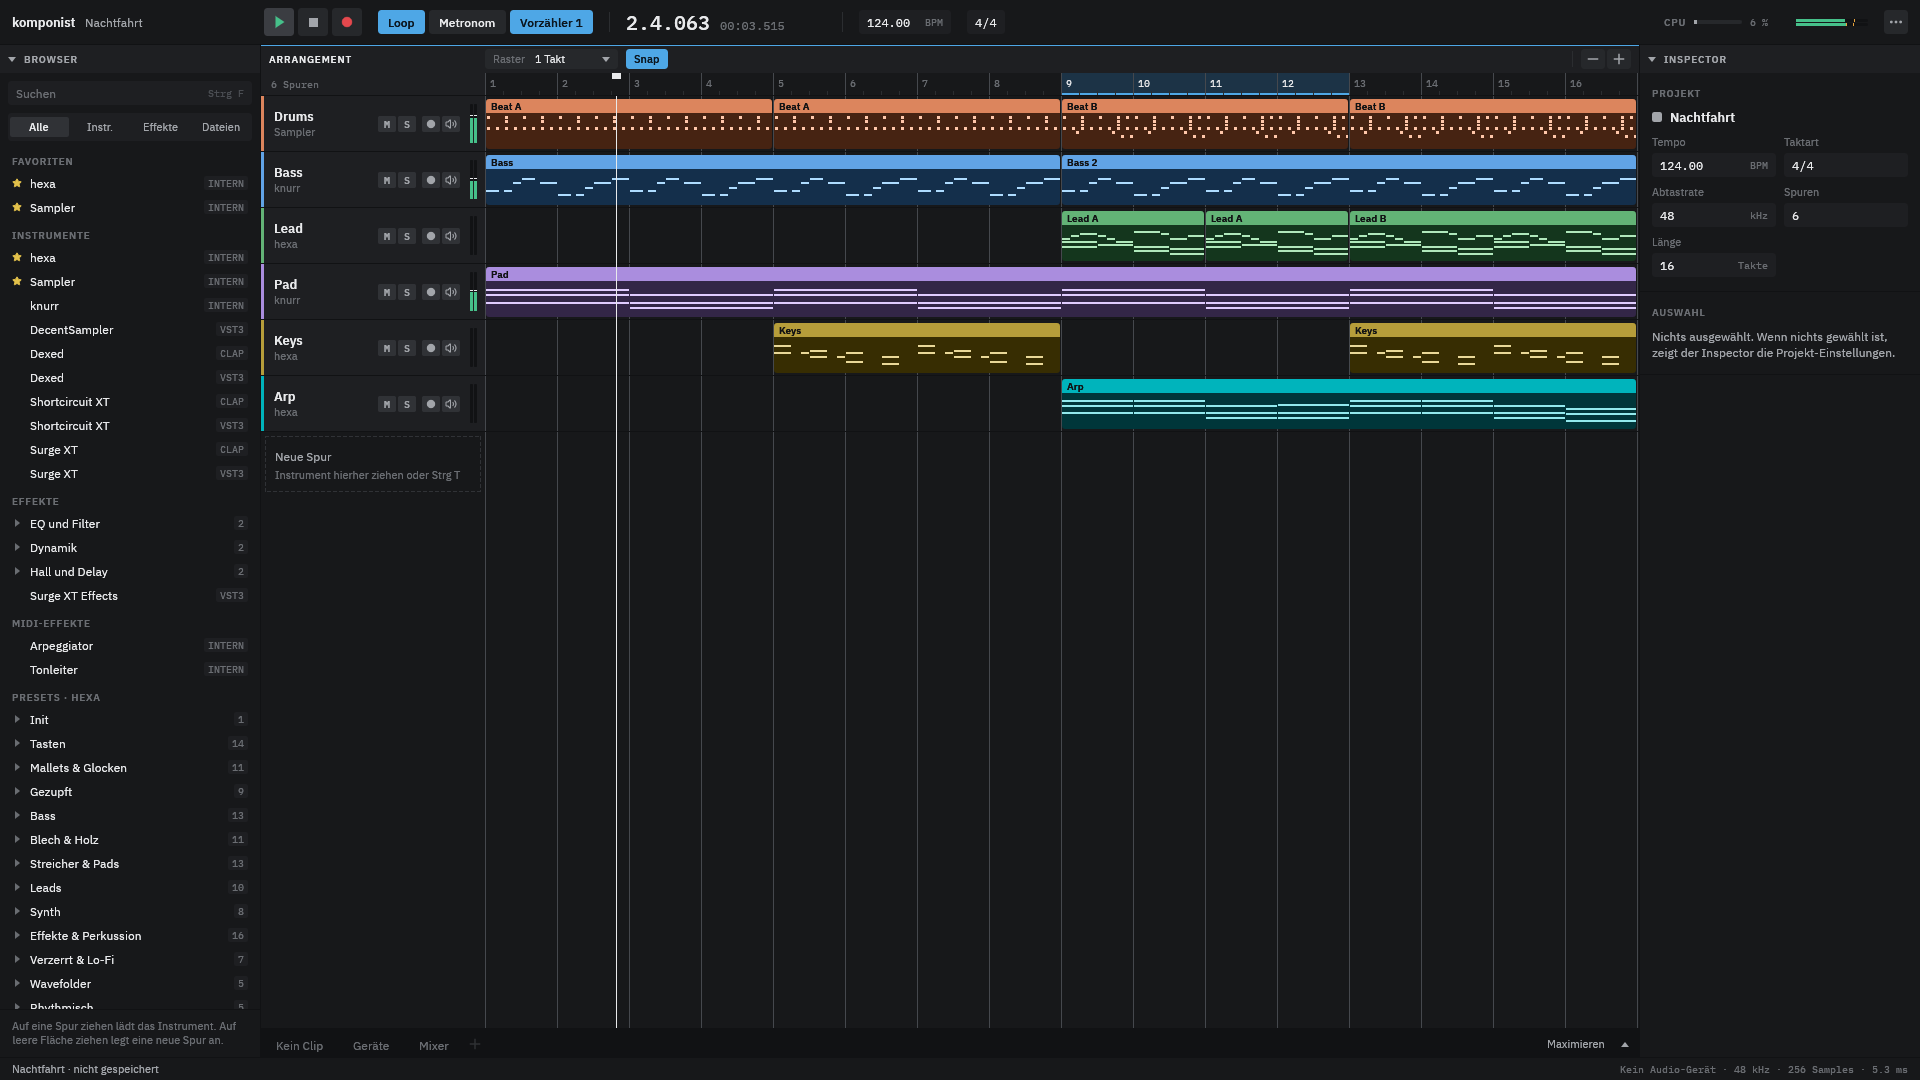 komponist Nachtfahrt
Loop Metronom Vorzähler 1
2.4.063 00:03.515
124.00 BPM 4/4
CPU 6 %
BROWSER
Suchen Strg F
Alle Instr. Effekte Dateien
FAVORITEN
hexa INTERN
Sampler INTERN
INSTRUMENTE
hexa INTERN
Sampler INTERN
knurr INTERN
DecentSampler VST3
Dexed CLAP
Dexed VST3
Shortcircuit XT CLAP
Shortcircuit XT VST3
Surge XT CLAP
Surge XT VST3
EFFEKTE
EQ und Filter 2
Dynamik 2
Hall und Delay 2
Surge XT Effects VST3
MIDI-EFFEKTE
Arpeggiator INTERN
Tonleiter INTERN
PRESETS · HEXA
Init 1
Tasten 14
Mallets & Glocken 11
Gezupft 9
Bass 13
Blech & Holz 11
Streicher & Pads 13
Leads 10
Synth 8
Effekte & Perkussion 16
Verzerrt & Lo-Fi 7
Wavefolder 5
Rhythmisch 5
Auf eine Spur ziehen lädt das Instrument. Auf
leere Fläche ziehen legt eine neue Spur an.
ARRANGEMENT Raster 1 Takt Snap
6 Spuren 1 2 3 4 5 6 7 8 9 10 11 12 13 14 15 16
Drums M S
Sampler
Beat A Beat A Beat B Beat B
Bass M S
knurr
Bass Bass 2
Lead M S
hexa
Lead A Lead A Lead B
Pad M S
knurr
Pad
Keys M S
hexa
Keys Keys
Arp M S
hexa
Arp
Neue Spur
Instrument hierher ziehen oder Strg T
Kein Clip Geräte Mixer Maximieren
INSPECTOR
PROJEKT
Nachtfahrt
Tempo Taktart
124.00 BPM 4/4
Abtastrate Spuren
48 kHz 6
Länge
16 Takte
AUSWAHL
Nichts ausgewählt. Wenn nichts gewählt ist,
zeigt der Inspector die Projekt-Einstellungen.
Nachtfahrt · nicht gespeichert
Kein Audio-Gerät · 48 kHz · 256 Samples · 5.3 ms